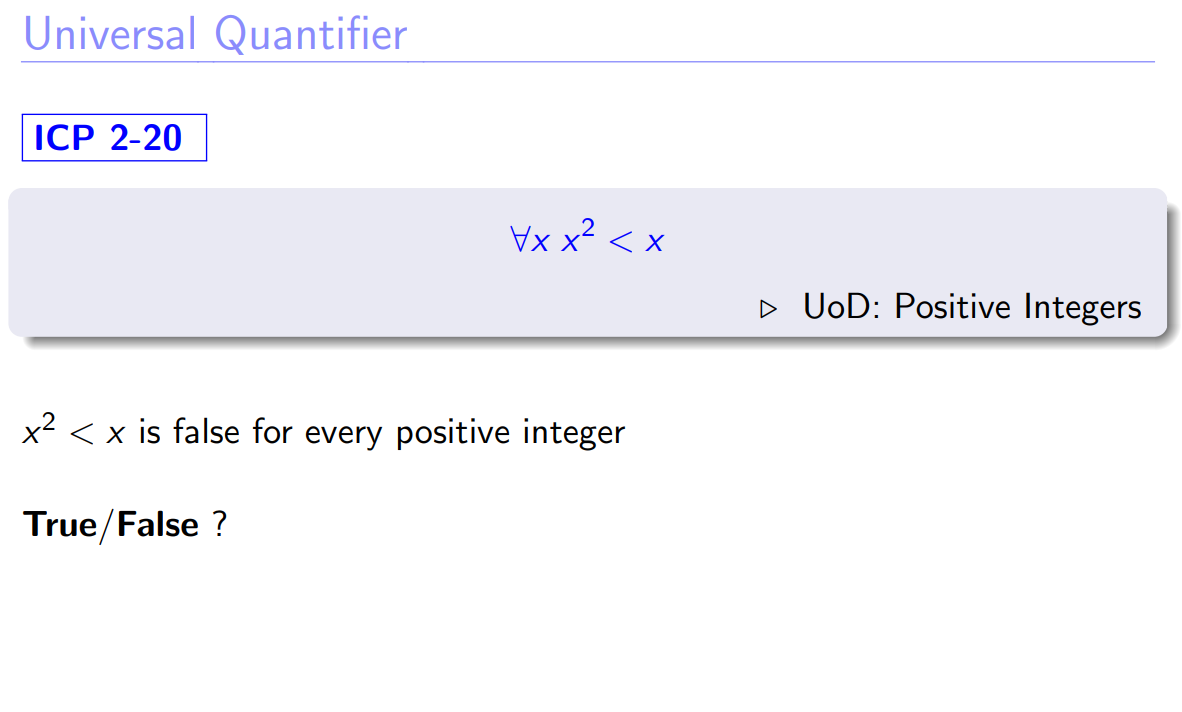 Universal Quantifier
ICP 2-20
∀x x² < x
▷ UoD: Positive Integers
x² < x is false for every positive integer
True/False ?